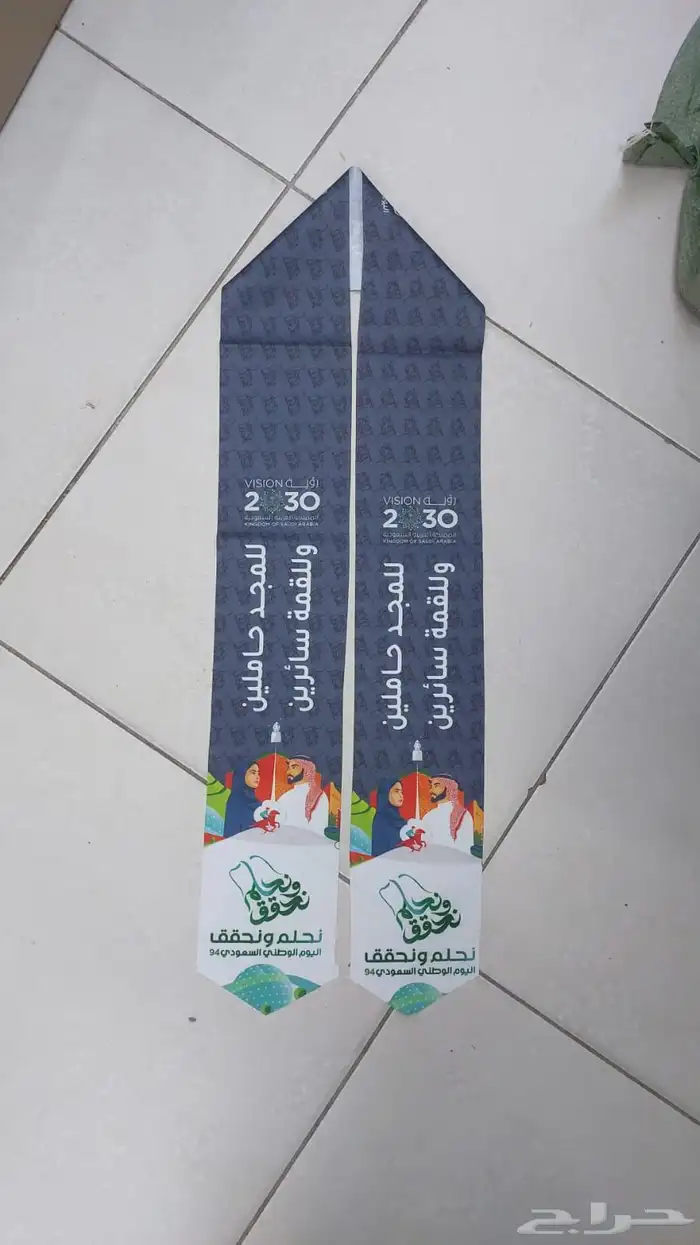 رؤيـــة VISION
2030
المملكة العربية السعودية
KINGDOM OF SAUDI ARABIA
للمجد حاملين
وللقمة سائرين
نحلم ونحقق
نحلم ونحقق
اليوم الوطني السعودي 94
رؤيـــة VISION
2030
المملكة العربية السعودية
KINGDOM OF SAUDI ARABIA
للمجد حاملين
وللقمة سائرين
نحلم ونحقق
نحلم ونحقق
اليوم الوطني السعودي 94
حراج